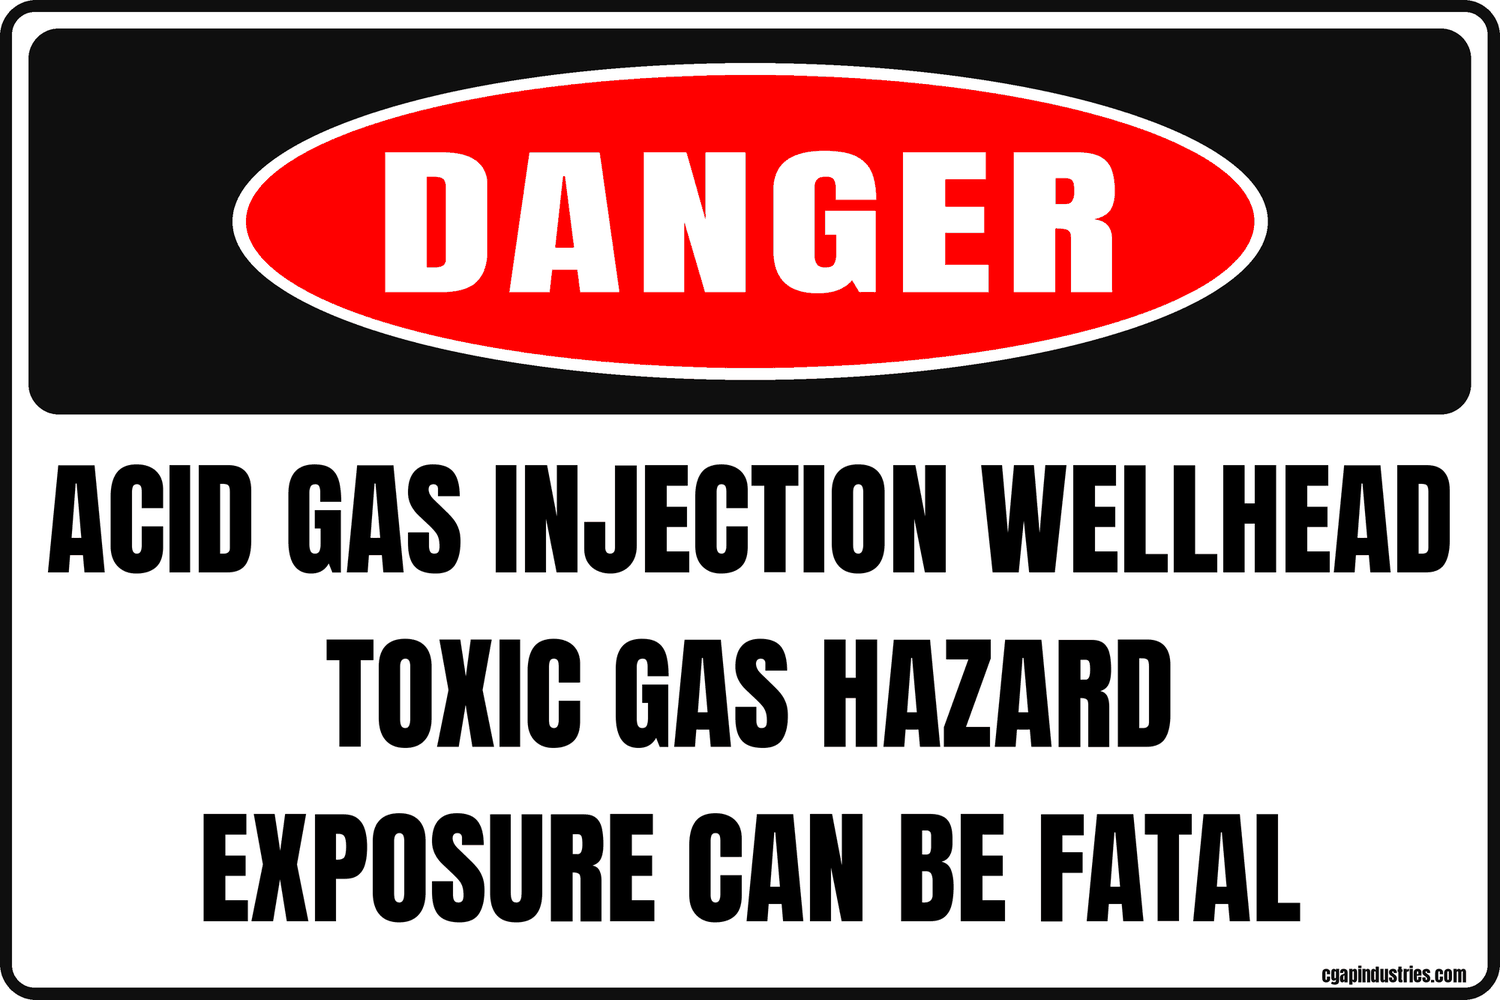 DANGER
ACID GAS INJECTION WELLHEAD
TOXIC GAS HAZARD
EXPOSURE CAN BE FATAL
cgapindustries.com